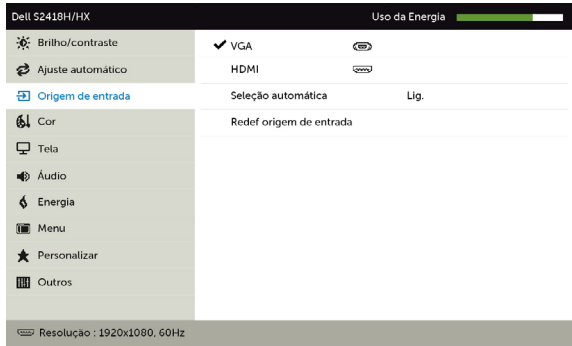 Dell S2418H/HX Uso da Energia
Brilho/contraste
Ajuste automático
Origem de entrada
Cor
Tela
Áudio
Energia
Menu
Personalizar
Outros
VGA
HDMI
Seleção automática Lig.
Redef origem de entrada
Resolução : 1920x1080, 60Hz